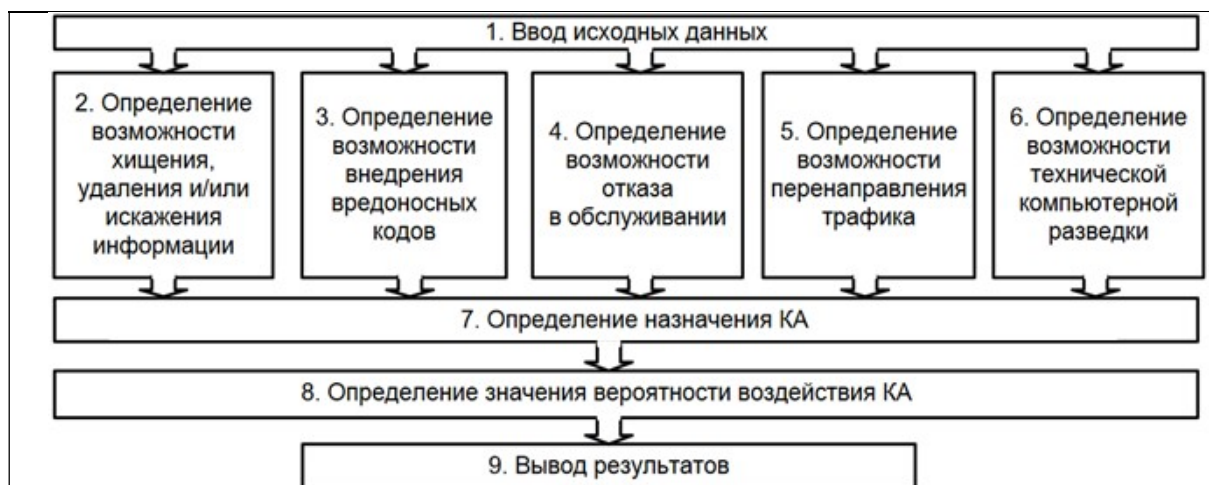 1. Ввод исходных данных
2. Определение
возможности
хищения,
удаления и/или
искажения
информации
3. Определение
возможности
внедрения
вредоносных
кодов
4. Определение
возможности
отказа
в обслуживании
5. Определение
возможности
перенаправления
трафика
6. Определение
возможности
технической
компьютерной
разведки
7. Определение назначения КА
8. Определение значения вероятности воздействия КА
9. Вывод результатов